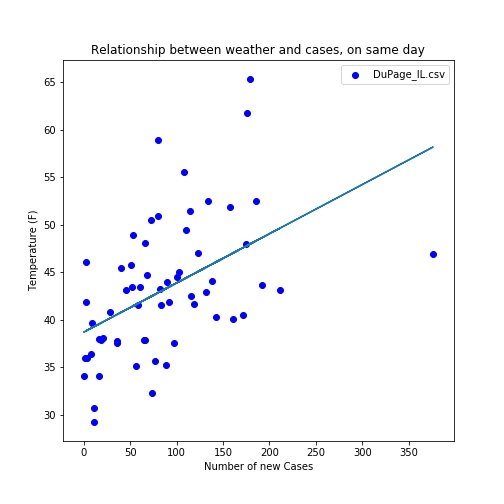 Relationship between weather and cases, on same day
DuPage_IL.csv
65
60
55
50
45
40
35
30
Temperature (F)
0 50 100 150 200 250 300 350
Number of new Cases